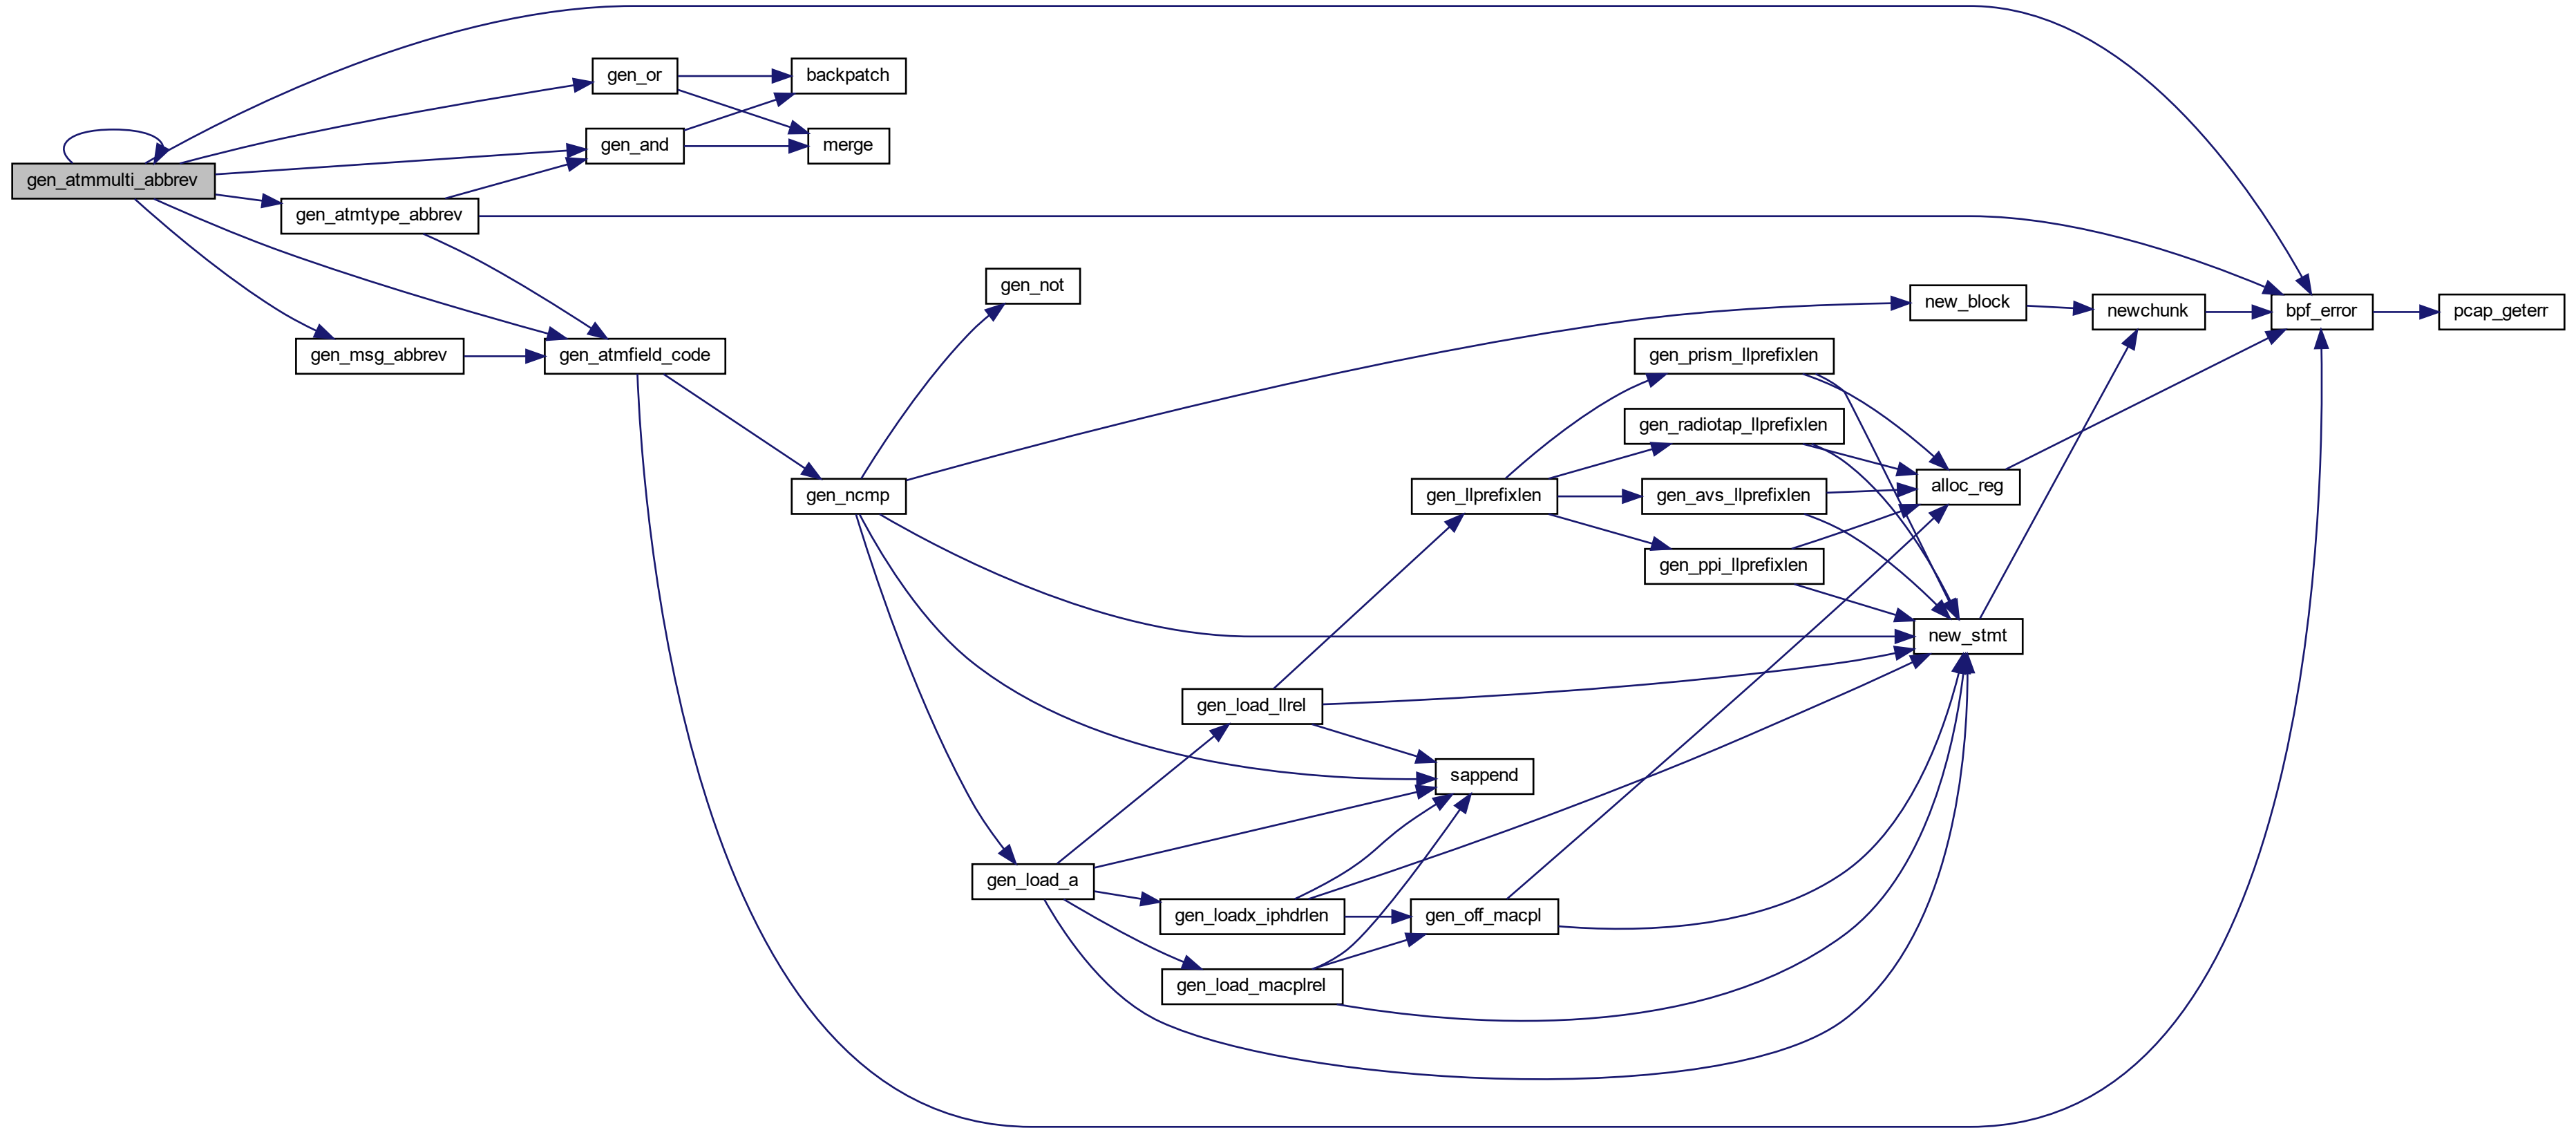 gen_or
backpatch
gen_and
merge
gen_atmmulti_abbrev
gen_atmtype_abbrev
gen_not
new_block
newchunk
bpf_error
pcap_geterr
gen_msg_abbrev
gen_atmfield_code
gen_prism_llprefixlen
gen_radiotap_llprefixlen
gen_ncmp
gen_llprefixlen
gen_avs_llprefixlen
alloc_reg
gen_ppi_llprefixlen
new_stmt
gen_load_llrel
sappend
gen_load_a
gen_loadx_iphdrlen
gen_off_macpl
gen_load_macplrel